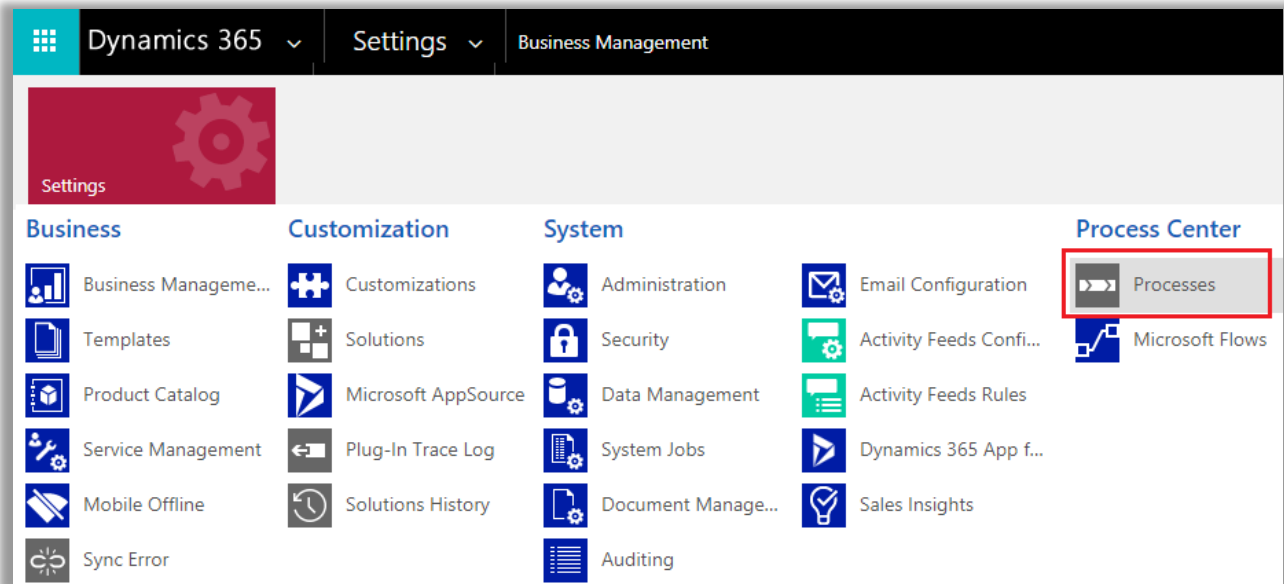 Dynamics 365
Settings
Business Management
Settings
Business
Business Manageme...
Templates
Product Catalog
Service Management
Mobile Offline
Sync Error
Customization
Customizations
Solutions
Microsoft AppSource
Plug-In Trace Log
Solutions History
System
Administration
Security
Data Management
System Jobs
Document Manage...
Auditing
Email Configuration
Activity Feeds Confi...
Activity Feeds Rules
Dynamics 365 App f...
Sales Insights
Process Center
Processes
Microsoft Flows